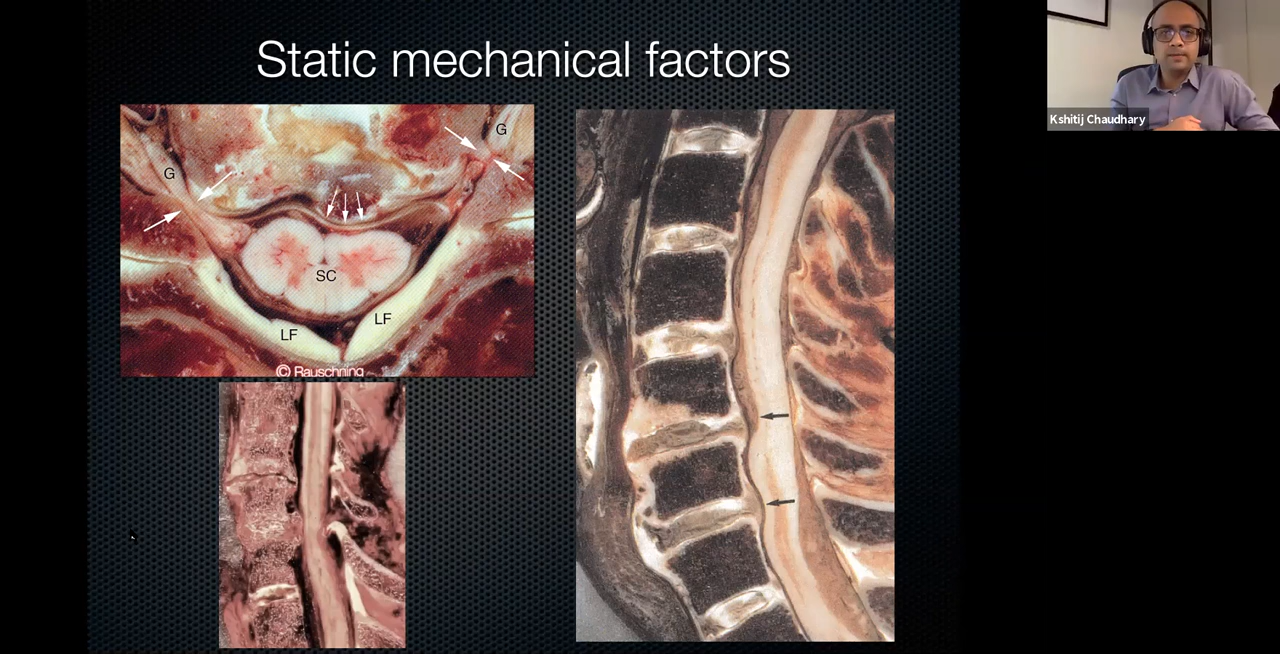 Static mechanical factors
Kshitij Chaudhary
G
G
SC
LF
LF
© Rauschning